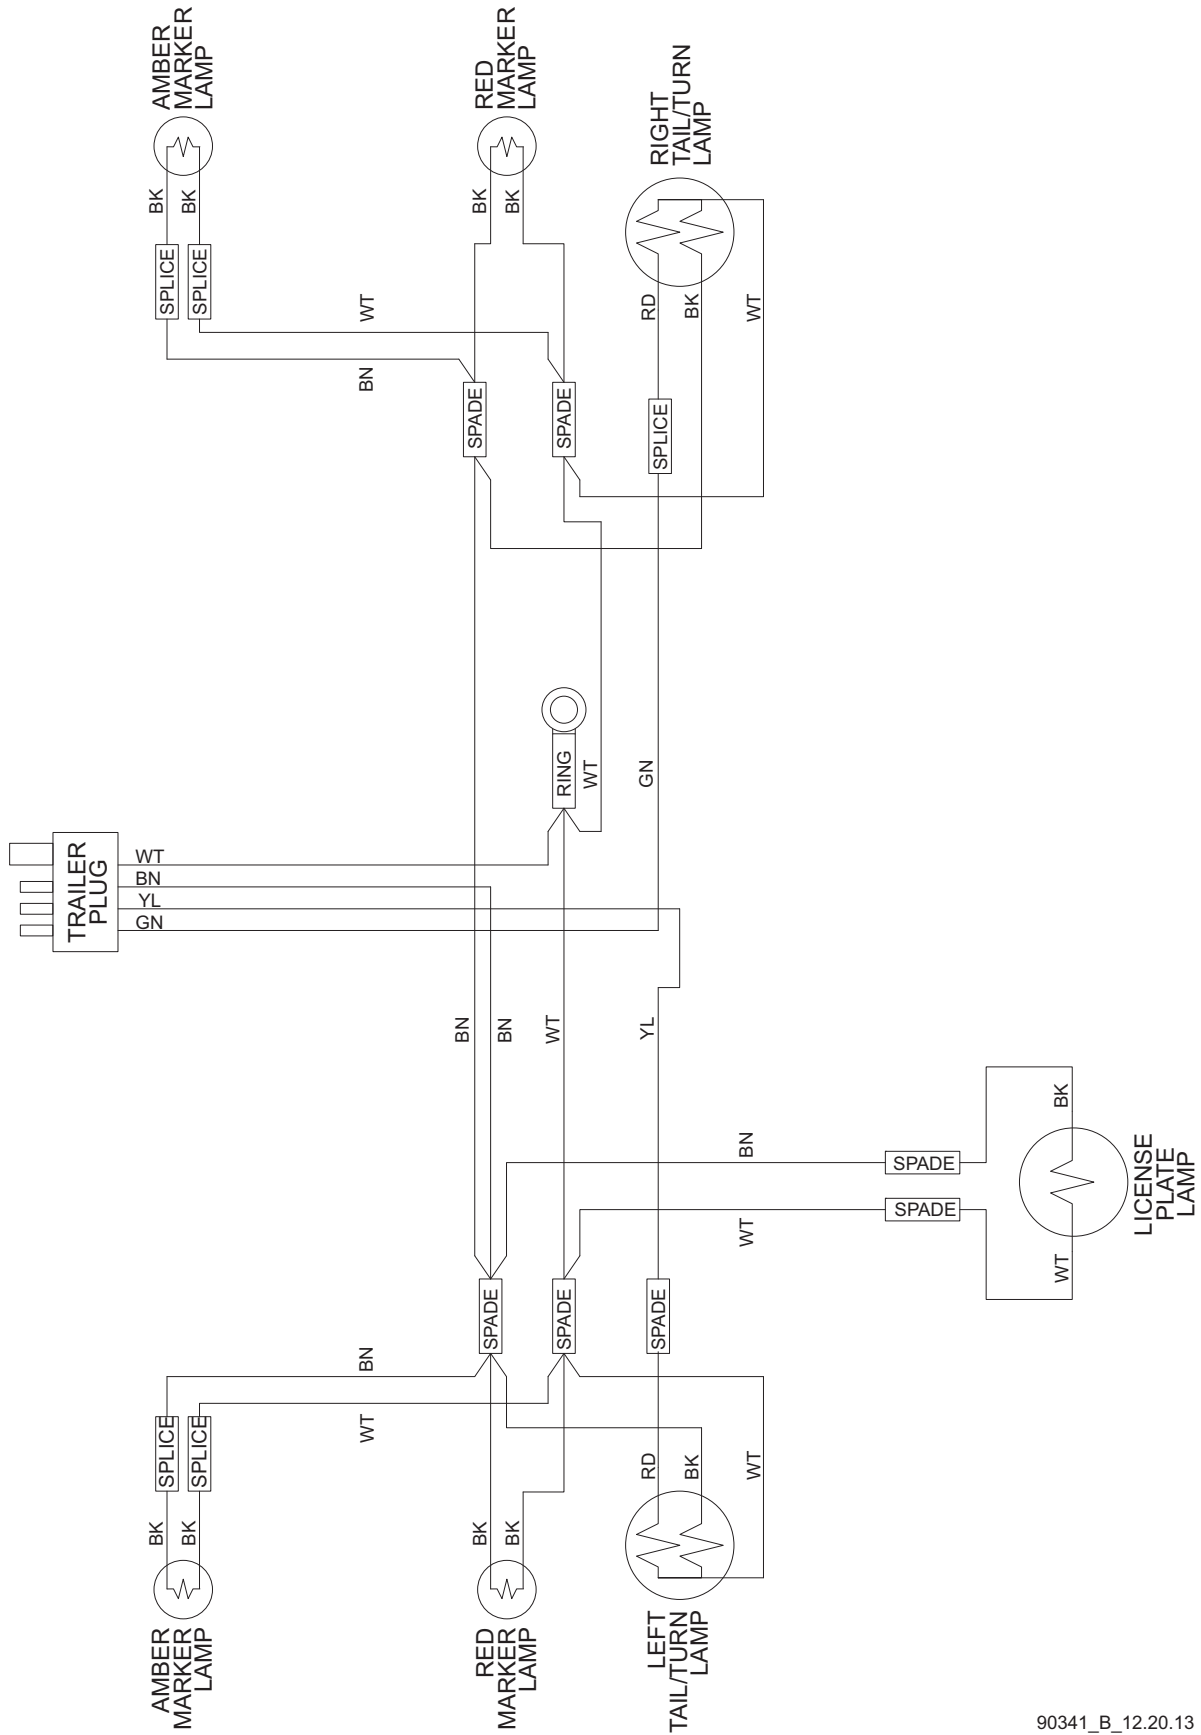 AMBER
MARKER
LAMP
RED
MARKER
LAMP
RIGHT
TAIL/TURN
LAMP
BK
BK
BK
BK
SPLICE
SPLICE
WT
BN
RD
BK
WT
SPADE
SPADE
SPLICE
RING
WT
GN
TRAILER
PLUG
WT
BN
YL
GN
BN
BN
WT
YL
BN
WT
SPADE
SPADE
BK
WT
LICENSE
PLATE
LAMP
SPADE
SPADE
SPADE
BN
WT
SPLICE
SPLICE
RD
BK
WT
BK
BK
BK
BK
AMBER
MARKER
LAMP
RED
MARKER
LAMP
LEFT
TAIL/TURN
LAMP
90341_B_12.20.13